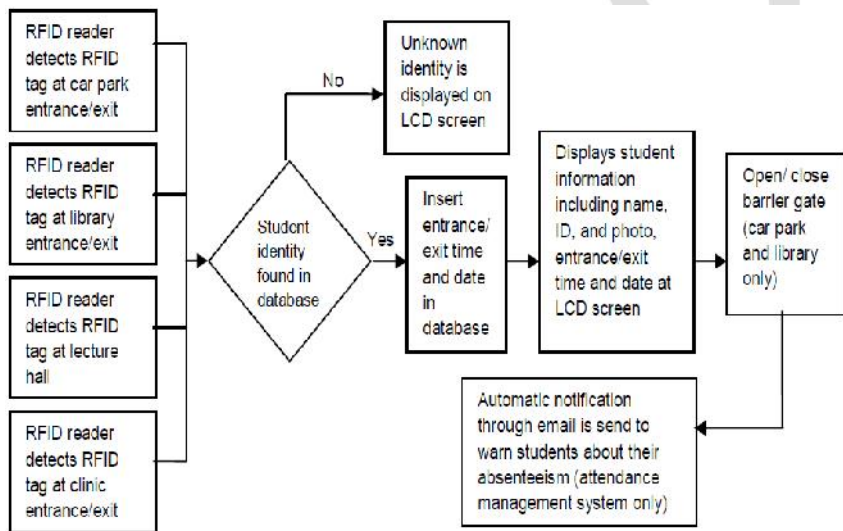 RFID reader
detects RFID
tag at car park
entrance/exit
RFID reader
detects RFID
tag at library
entrance/exit
RFID reader
detects RFID
tag at lecture
hall
RFID reader
detects RFID
tag at clinic
entrance/exit
Student
identity
found in
database
No
Unknown
identity is
displayed on
LCD screen
Yes
Insert
entrance/
exit time
and date
in
database
Displays student
information
including name,
ID, and photo,
entrance/exit
time and date at
LCD screen
Open/ close
barrier gate
(car park
and library
only)
Automatic notification
through email is send to
warn students about their
absenteeism (attendance
management system only)